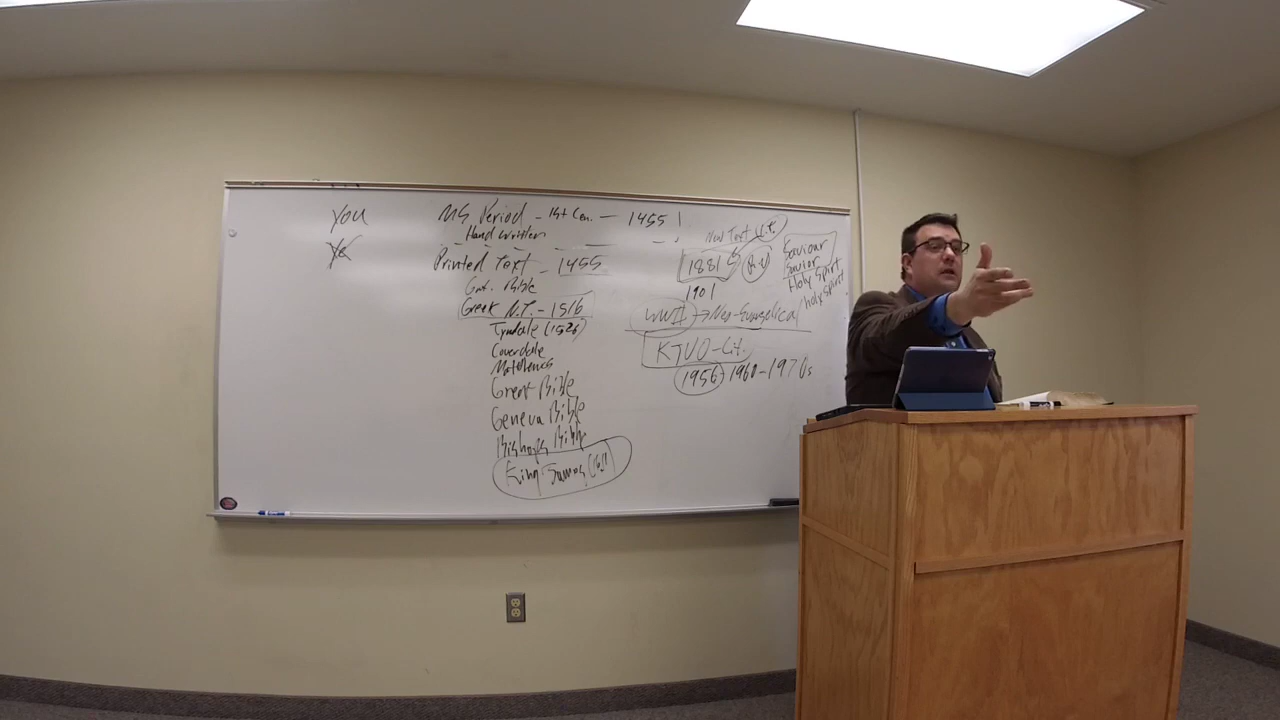 You
Ye
MS. Period - 1st Cen. - 1455
Hand written
Printed Text - 1455
Gut. Bible
Greek N.T. - 1516
Tyndale (1526)
Coverdale
Matthews
Great Bible
Geneva Bible
Bishops Bible
King James (1611)
New Text
1881
1901
WWII → Neo-Evangelical
KJVO-Lit.
1956 - 1960 - 1970s
Saviour
Savior
Holy Spirit
holy spirit